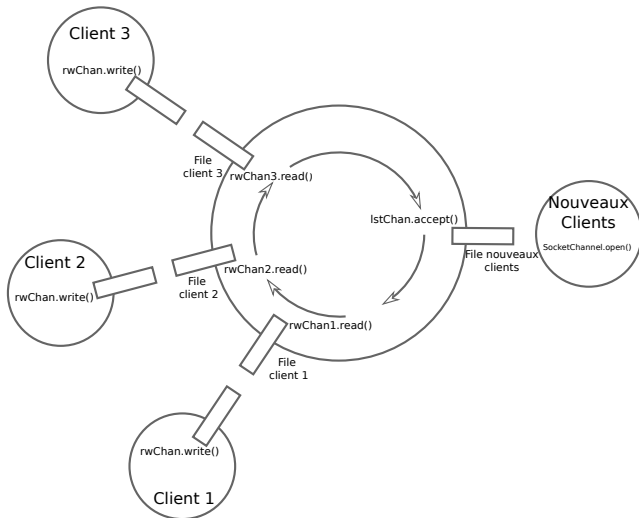 Client 3
rwChan.write()
File
client 3
rwChan3.read()
lstChan.accept()
Nouveaux
Clients
SocketChannel.open()
File nouveaux
clients
Client 2
rwChan.write()
File
client 2
rwChan2.read()
rwChan1.read()
File
client 1
rwChan.write()
Client 1